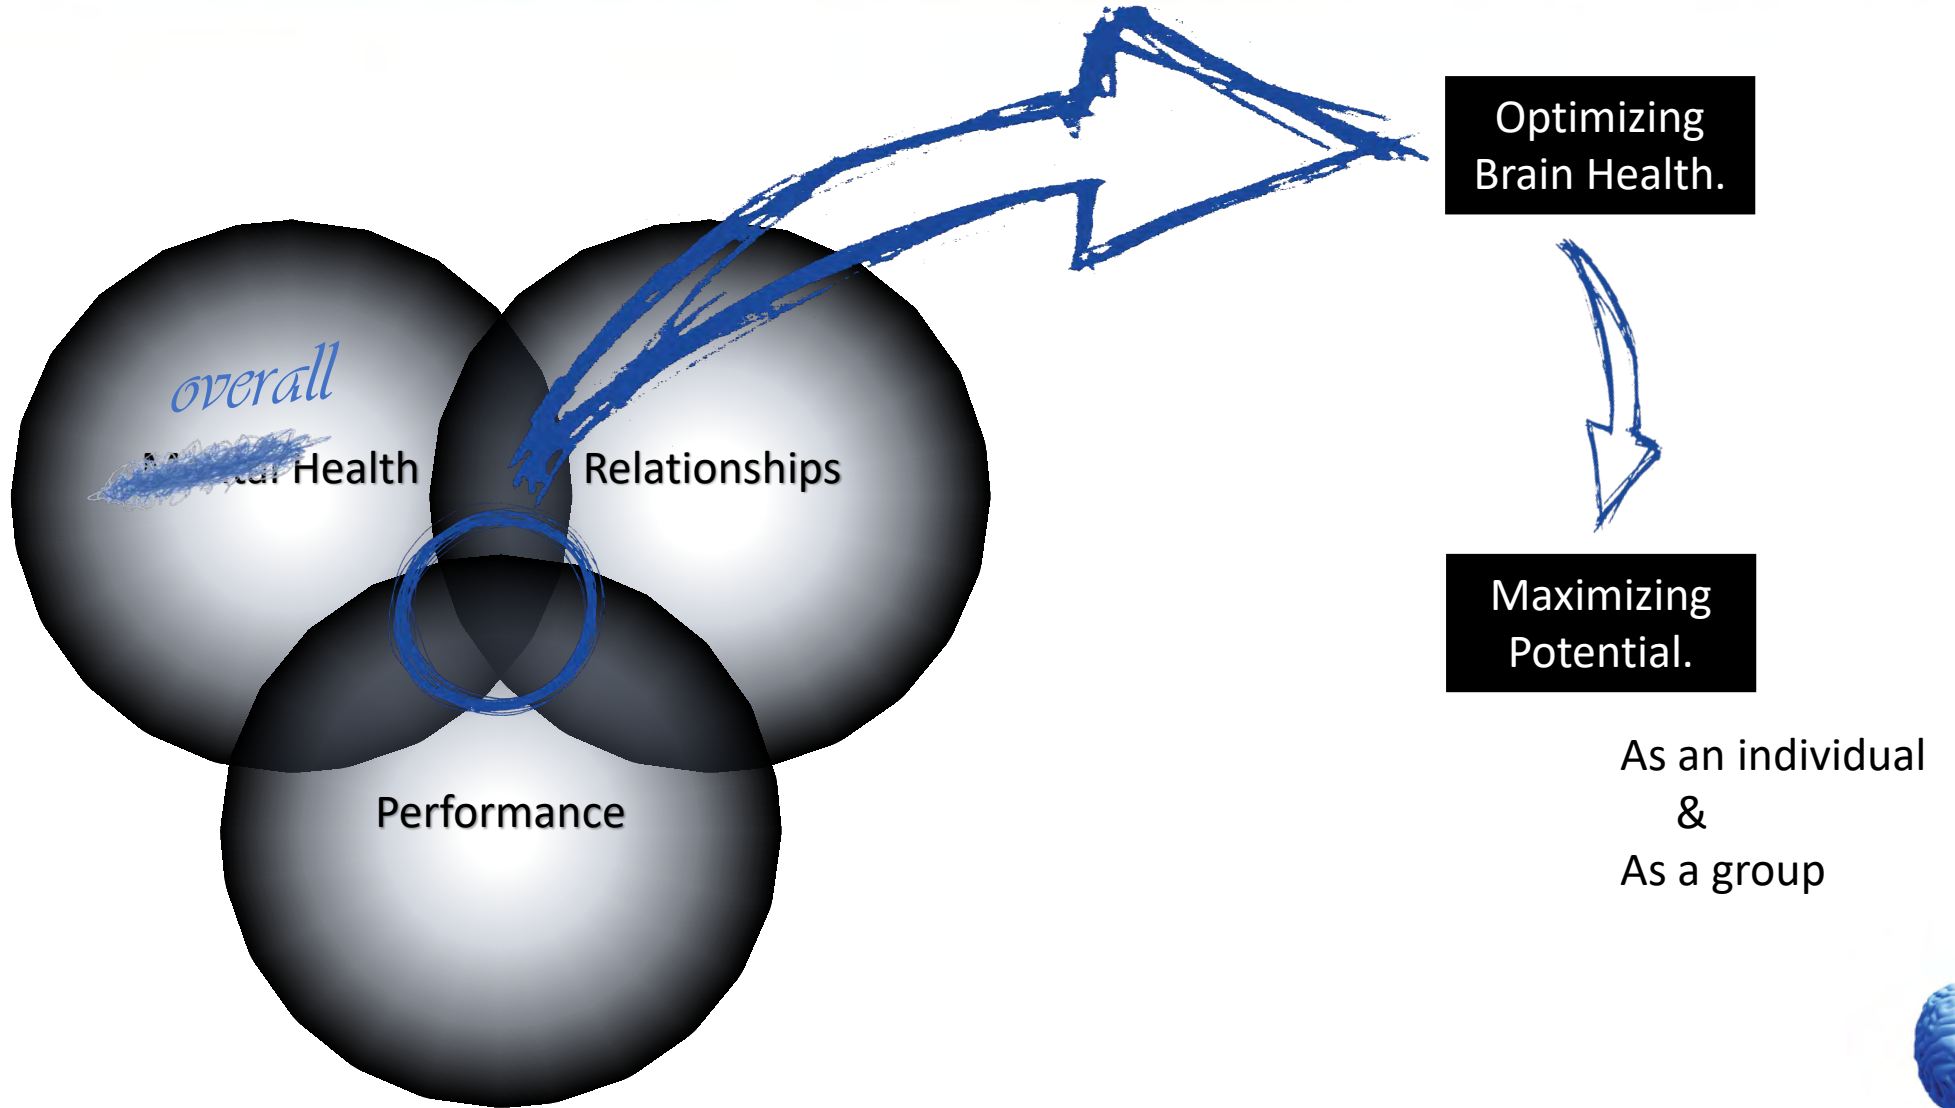 overall
Health
Relationships
Performance
Optimizing
Brain Health.
Maximizing
Potential.
As an individual
&
As a group